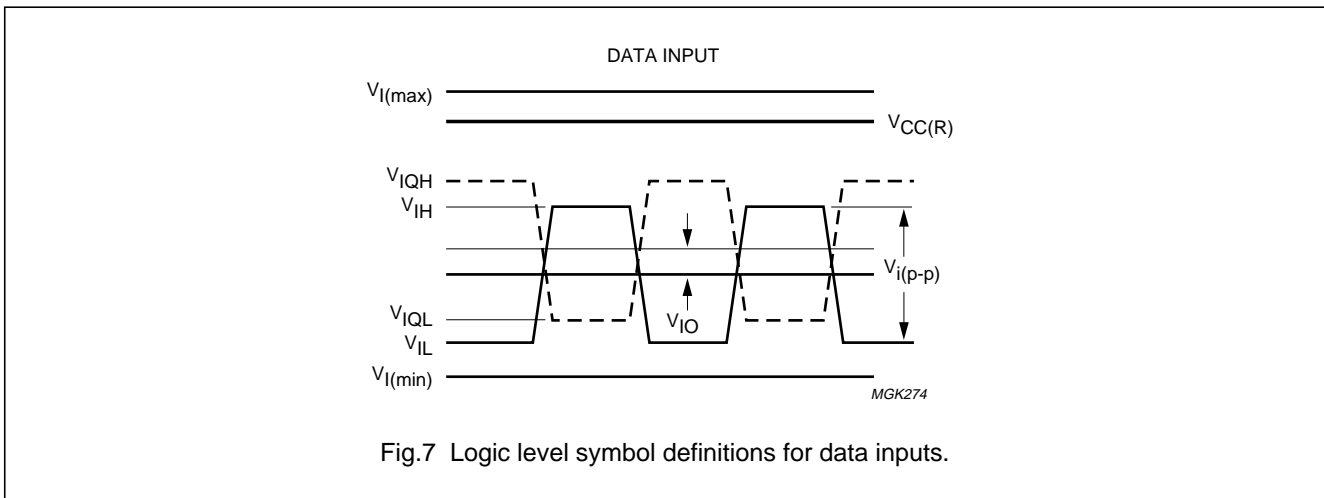 DATA INPUT
VI(max)
VCC(R)
VIQH
VIH
Vi(p-p)
VIQL
VIO
VIL
VI(min)
MGK274
Fig.7 Logic level symbol definitions for data inputs.